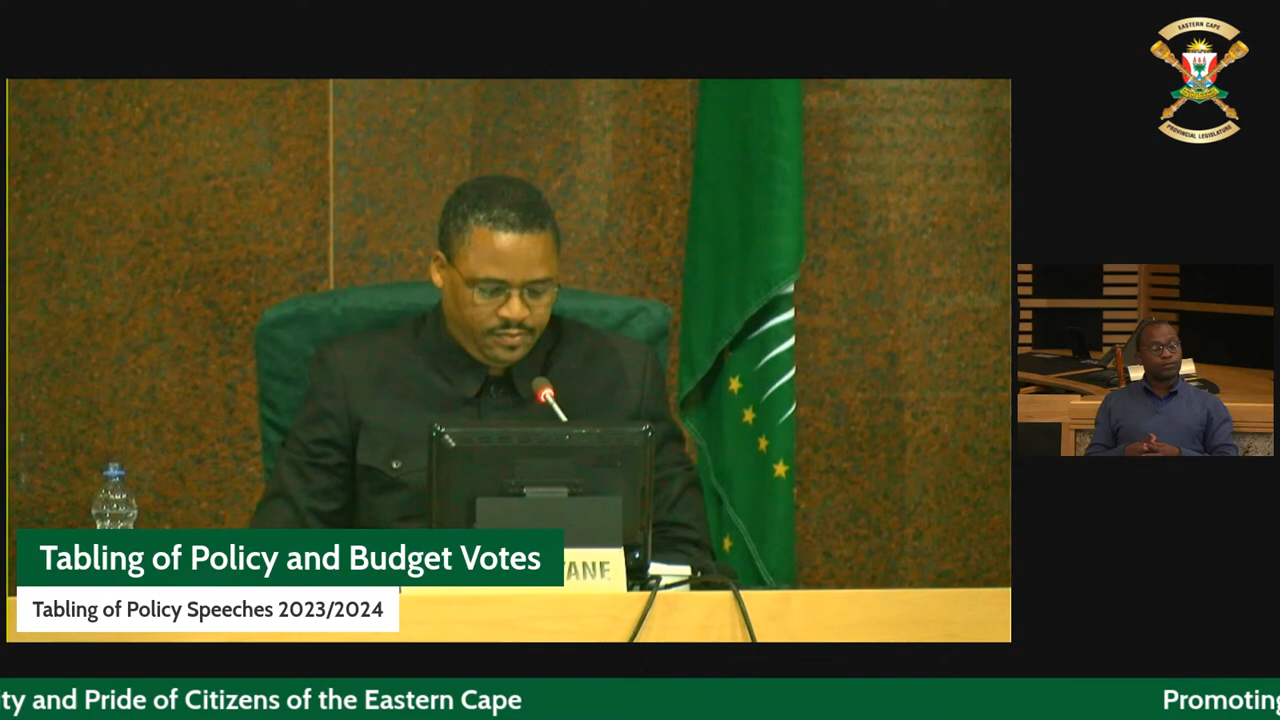 EASTERN CAPE
PROVINCIAL LEGISLATURE
Tabling of Policy and Budget Votes
Tabling of Policy Speeches 2023/2024
ty and Pride of Citizens of the Eastern Cape
Promoting